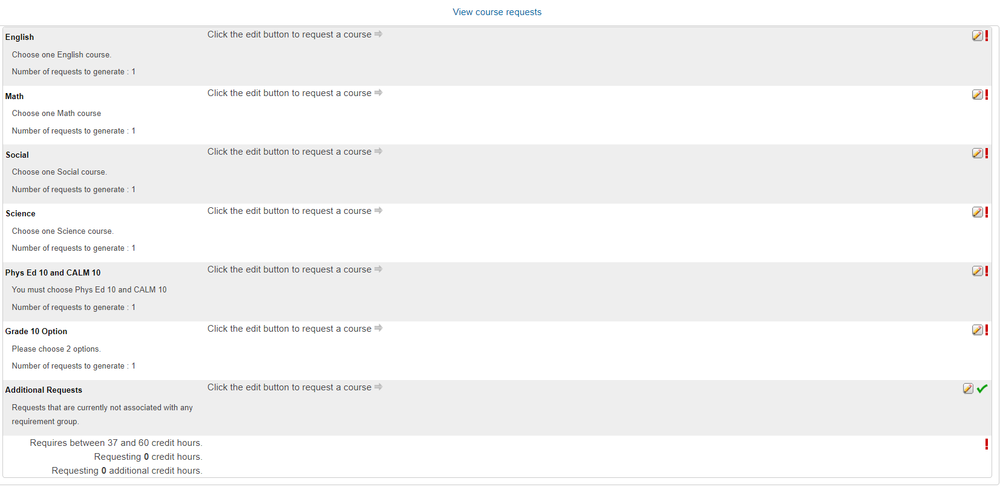 View course requests
English
Click the edit button to request a course
Choose one English course.
Number of requests to generate : 1
Math
Click the edit button to request a course
Choose one Math course
Number of requests to generate : 1
Social
Click the edit button to request a course
Choose one Social course.
Number of requests to generate : 1
Science
Click the edit button to request a course
Choose one Science course.
Number of requests to generate : 1
Phys Ed 10 and CALM 10
Click the edit button to request a course
You must choose Phys Ed 10 and CALM 10
Number of requests to generate : 1
Grade 10 Option
Click the edit button to request a course
Please choose 2 options.
Number of requests to generate : 1
Additional Requests
Click the edit button to request a course
Requests that are currently not associated with any
requirement group.
Requires between 37 and 60 credit hours.
Requesting 0 credit hours.
Requesting 0 additional credit hours.